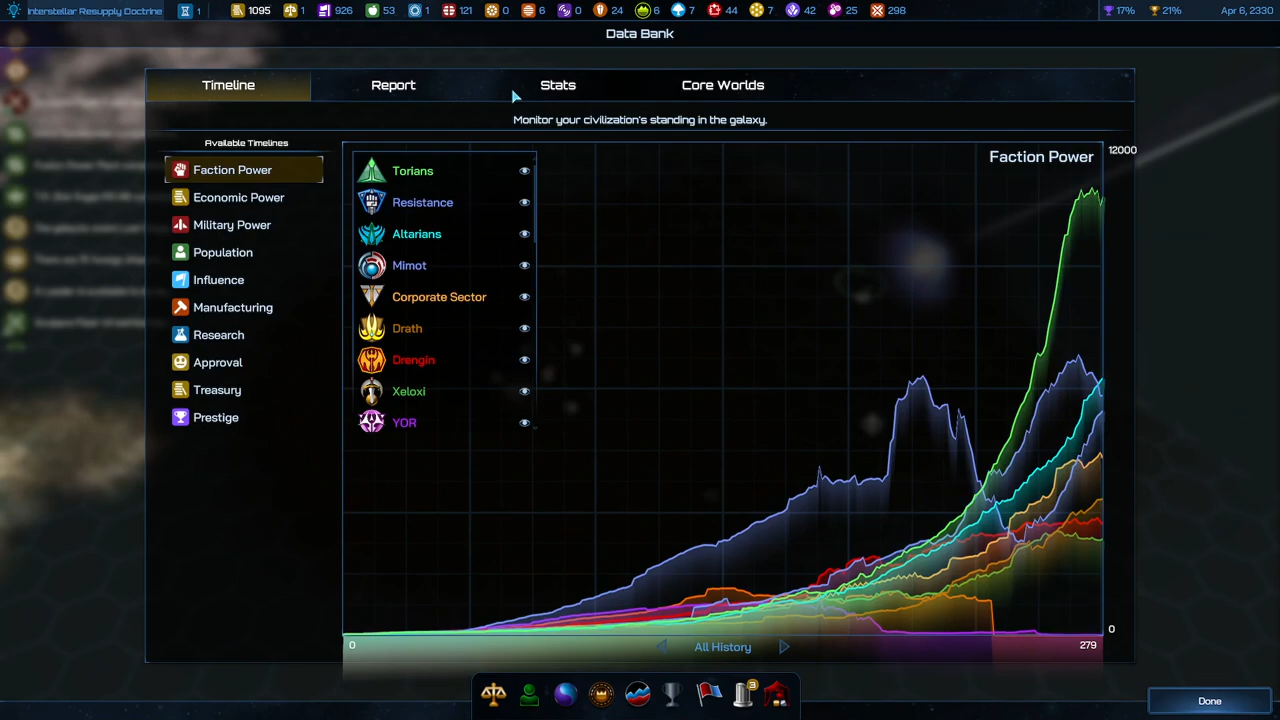 Interstellar Resupply Doctrine 1 1095 1 926 53 1 121 0 6 0 24 6 7 44 7 42 25 298 17% 21% Apr 6, 2330
Data Bank
Timeline Report Stats Core Worlds
Monitor your civilization's standing in the galaxy.
Available Timelines
Faction Power
Economic Power
Military Power
Population
Influence
Manufacturing
Research
Approval
Treasury
Prestige
Torians
Resistance
Altarians
Mimot
Corporate Sector
Drath
Drengin
Xeloxi
YOR
Faction Power
12000
0
0 279
All History
3
Done